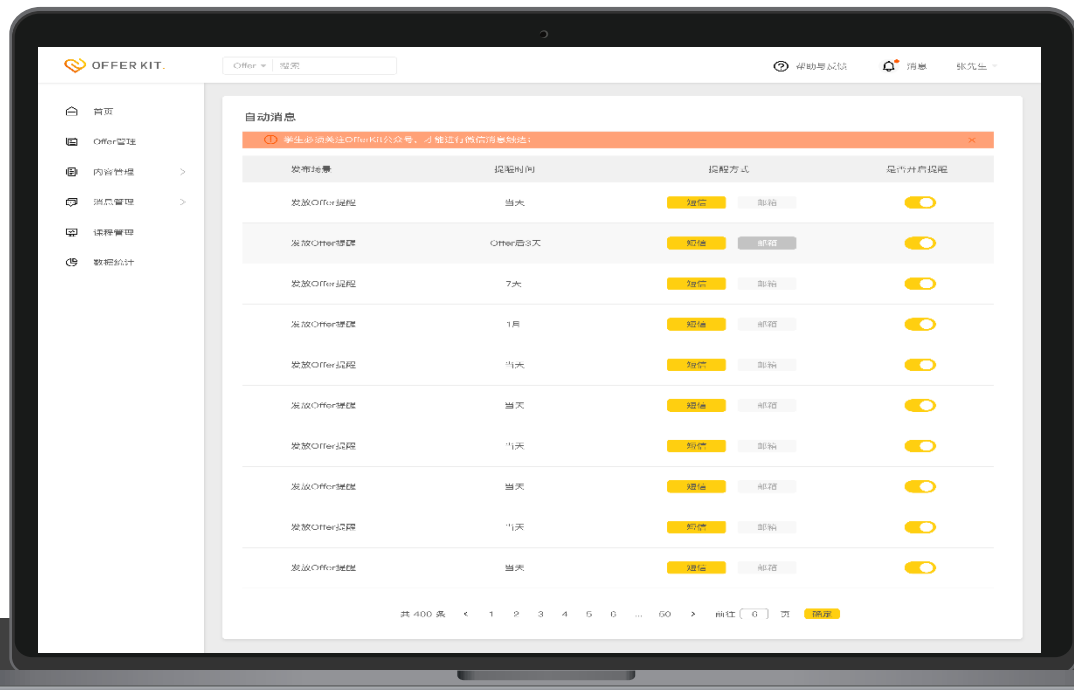 OFFER KIT.
Offer 搜索
帮助与反馈 消息 张先生
首页
Offer管理
内容管理
消息管理
课程管理
数据统计
自动消息
学生必须关注OfferKit公众号，才能进行微信消息触达！
发布场景 提醒时间 提醒方式 是否开启提醒
发放Offer提醒 当天 短信 邮箱
发放Offer提醒 Offer后3天 短信 邮箱
发放Offer提醒 7天 短信 邮箱
发放Offer提醒 1月 短信 邮箱
发放Offer提醒 当天 短信 邮箱
发放Offer提醒 当天 短信 邮箱
发放Offer提醒 当天 短信 邮箱
发放Offer提醒 当天 短信 邮箱
发放Offer提醒 当天 短信 邮箱
发放Offer提醒 当天 短信 邮箱
共 400 条 < 1 2 3 4 5 6 ... 50 > 前往 6 页 确定